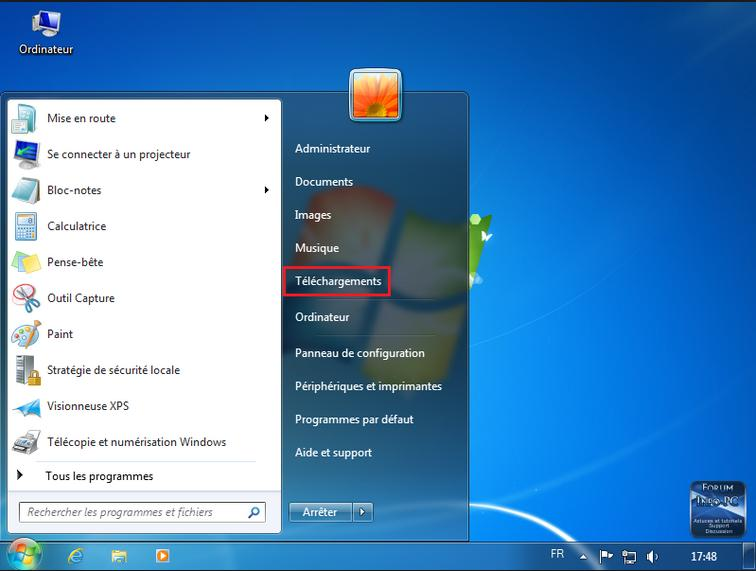 Ordinateur
Mise en route
Se connecter à un projecteur
Bloc-notes
Calculatrice
Pense-bête
Outil Capture
Paint
Stratégie de sécurité locale
Visionneuse XPS
Télécopie et numérisation Windows
Tous les programmes
Rechercher les programmes et fichiers
Administrateur
Documents
Images
Musique
Téléchargements
Ordinateur
Panneau de configuration
Périphériques et imprimantes
Programmes par défaut
Aide et support
Arrêter
Forum
Info-PC
Astuces et tutoriels
Support
Discussion
FR
17:48